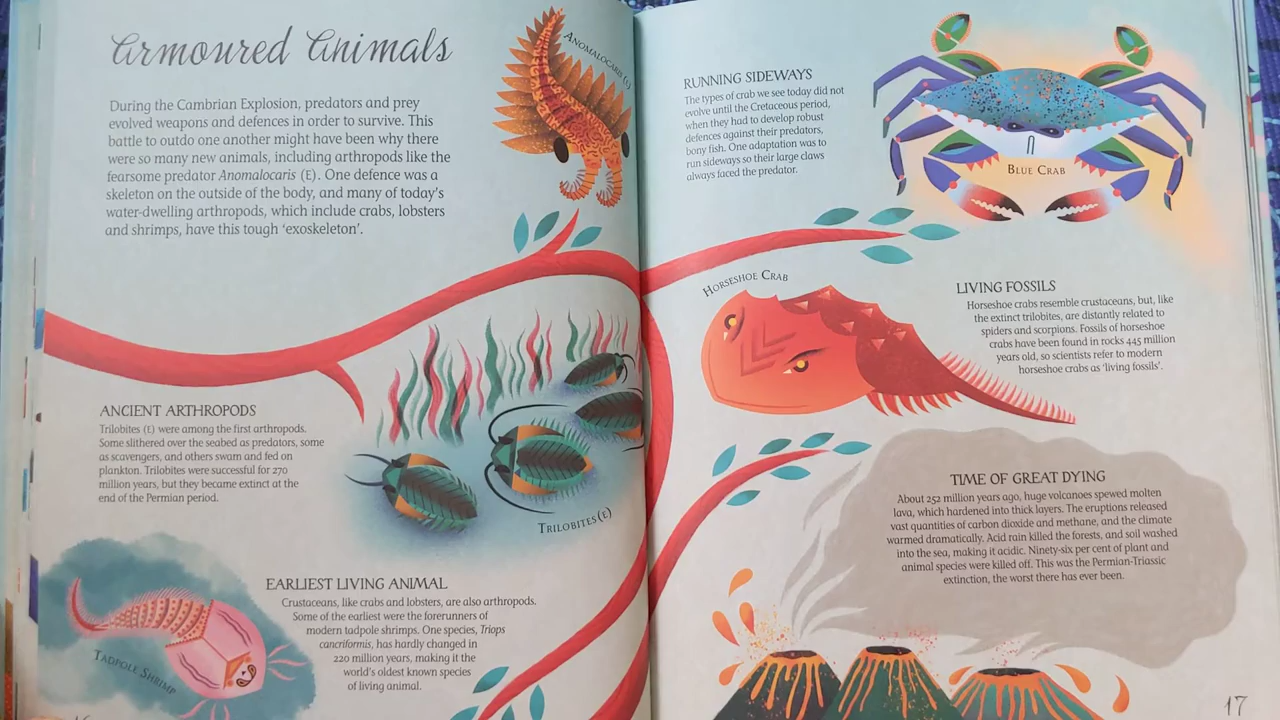 Armoured Animals
During the Cambrian Explosion, predators and prey
evolved weapons and defences in order to survive. This
battle to outdo one another might have been why there
were so many new animals, including arthropods like the
fearsome predator Anomalocaris (E). One defence was a
skeleton on the outside of the body, and many of today's
water-dwelling arthropods, which include crabs, lobsters
and shrimps, have this tough 'exoskeleton'.
ANOMALOCARIS (E)
ANCIENT ARTHROPODS
Trilobites (E) were among the first arthropods.
Some slithered over the seabed as predators, some
as scavengers, and others swam and fed on
plankton. Trilobites were successful for 270
million years, but they became extinct at the
end of the Permian period.
TRILOBITES (E)
EARLIEST LIVING ANIMAL
Crustaceans, like crabs and lobsters, are also arthropods.
Some of the earliest were the forerunners of
modern tadpole shrimps. One species, Triops
cancriformis, has hardly changed in
220 million years, making it the
world's oldest known species
of living animal.
TADPOLE SHRIMP
RUNNING SIDEWAYS
The types of crab we see today did not
evolve until the Cretaceous period,
when they had to develop robust
defences against their predators,
bony fish. One adaptation was to
run sideways so their large claws
always faced the predator.
BLUE CRAB
HORSESHOE CRAB
LIVING FOSSILS
Horseshoe crabs resemble crustaceans, but, like
the extinct trilobites, are distantly related to
spiders and scorpions. Fossils of horseshoe
crabs have been found in rocks 445 million
years old, so scientists refer to modern
horseshoe crabs as 'living fossils'.
TIME OF GREAT DYING
About 252 million years ago, huge volcanoes spewed molten
lava, which hardened into thick layers. The eruptions released
vast quantities of carbon dioxide and methane, and the climate
warmed dramatically. Acid rain killed the forests, and soil washed
into the sea, making it acidic. Ninety-six per cent of plant and
animal species were killed off. This was the Permian-Triassic
extinction, the worst there has ever been.
17